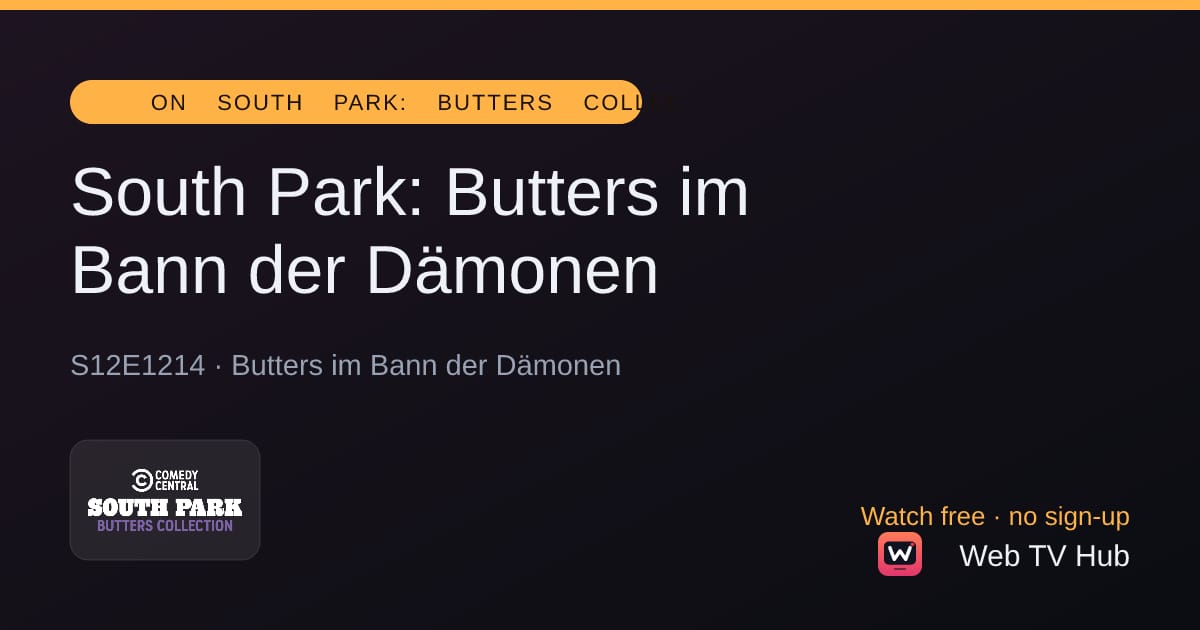 ON SOUTH PARK: BUTTERS
South Park: Butters im
Bann der Dämonen
S12E1214 · Butters im Bann der Dämonen
COMEDY
CENTRAL
SOUTH PARK
BUTTERS COLLECTION
Watch free · no sign-up
W
Web TV Hub